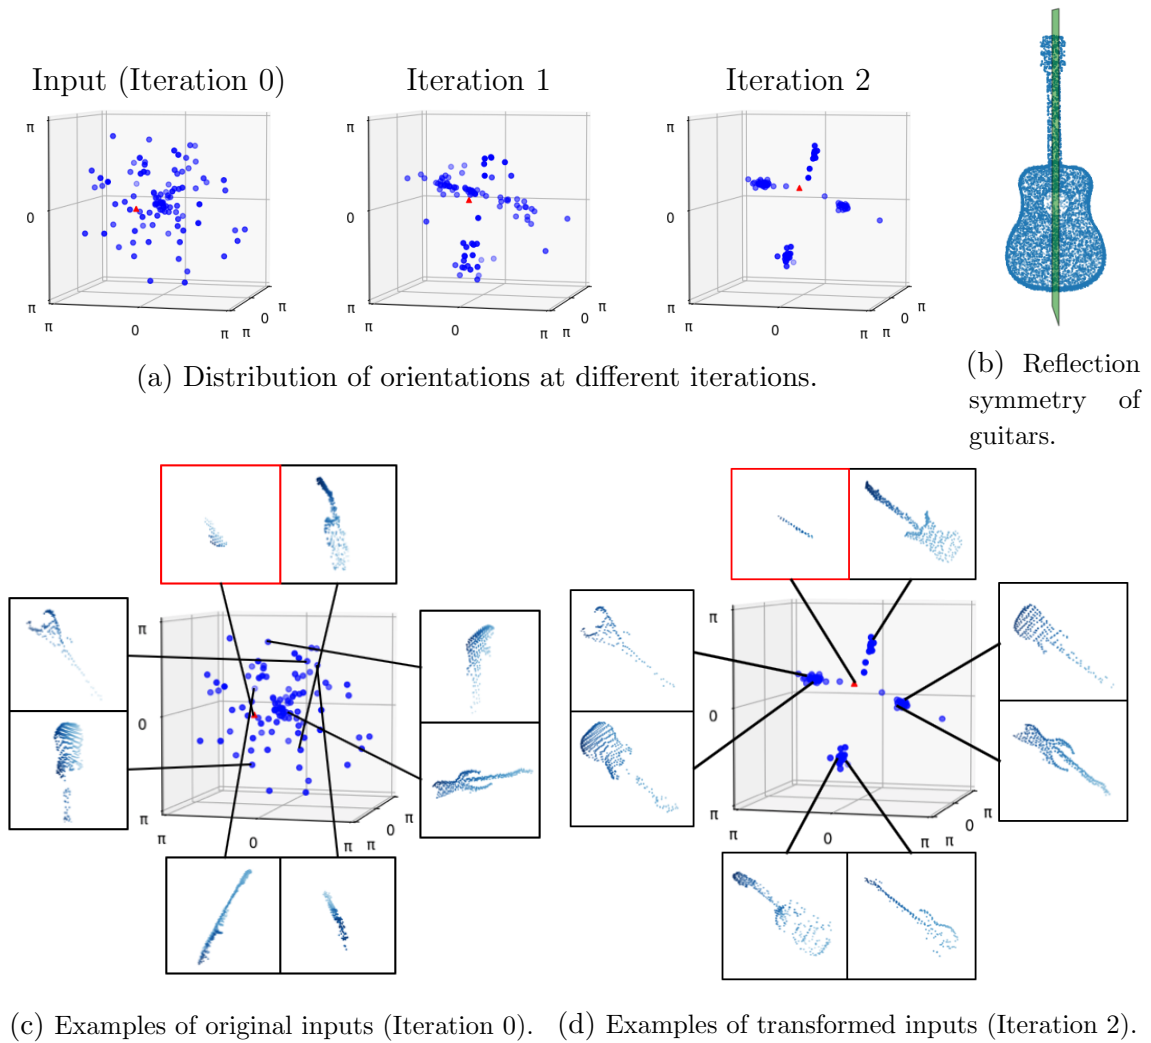 Input (Iteration 0)
Iteration 1
Iteration 2
π
0
π
π
0
π
0
π
π
0
π
π
0
π
0
π
π
0
π
π
0
π
0
π
(a) Distribution of orientations at different iterations.
(b) Reflection
symmetry of
guitars.
π
0
π
π
0
π
π
0
π
π
0
π
π
0
π
π
0
π
(c) Examples of original inputs (Iteration 0).
(d) Examples of transformed inputs (Iteration 2).